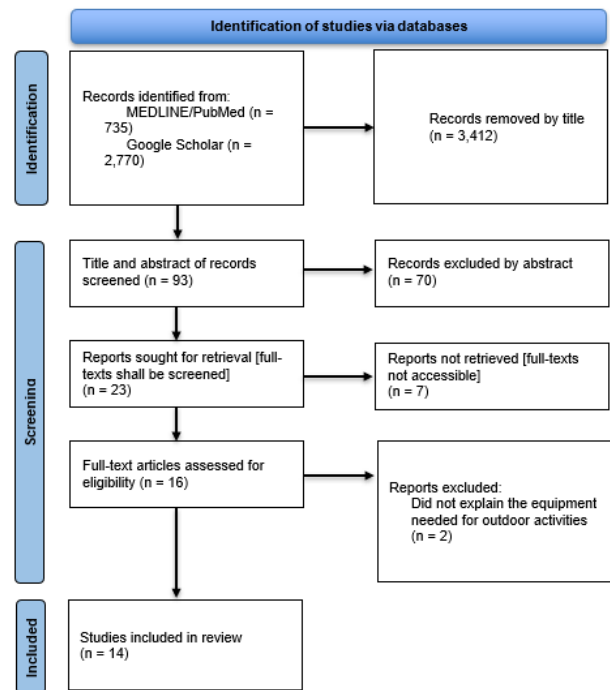 Identification of studies via databases
Identification
Records identified from:
MEDLINE/PubMed (n =
735)
Google Scholar (n =
2,770)
Records removed by title
(n = 3,412)
Screening
Title and abstract of records
screened (n = 93)
Records excluded by abstract
(n = 70)
Reports sought for retrieval [full-
texts shall be screened]
(n = 23)
Reports not retrieved [full-texts
not accessible]
(n = 7)
Full-text articles assessed for
eligibility (n = 16)
Reports excluded:
Did not explain the equipment
needed for outdoor activities
(n = 2)
Included
Studies included in review
(n = 14)